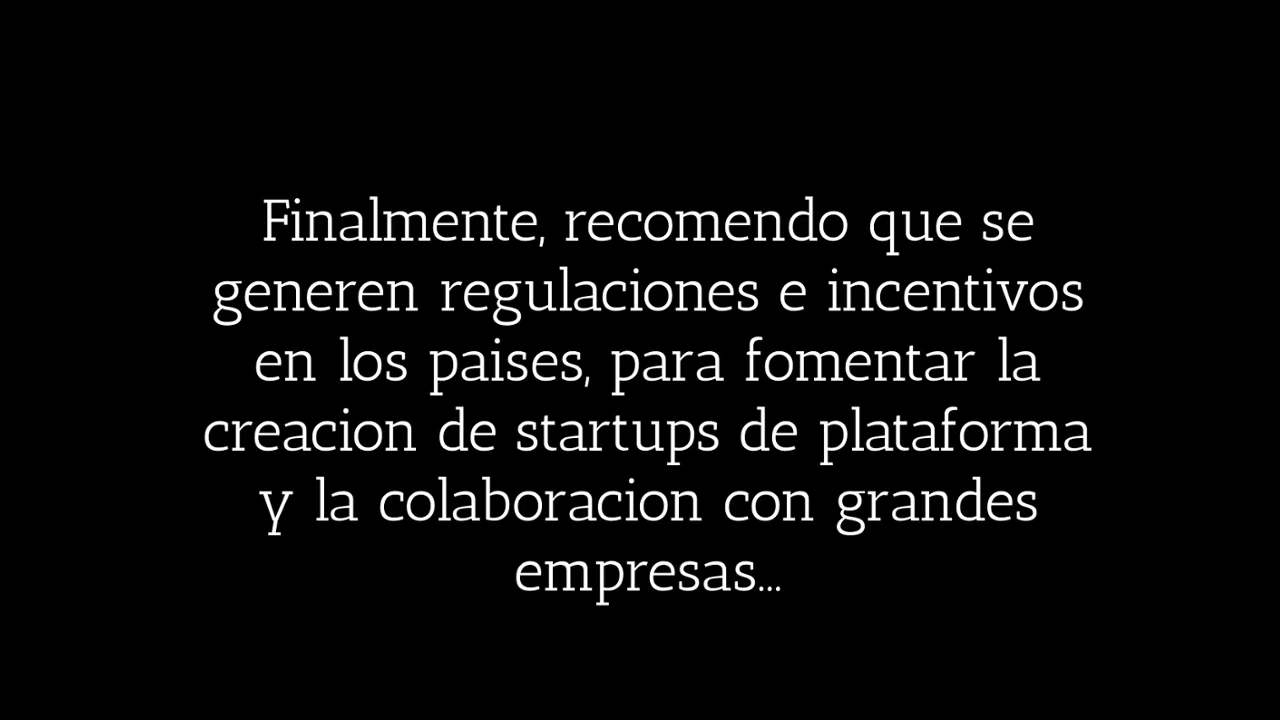 Finalmente, recomendo que se
generen regulaciones e incentivos
en los paises, para fomentar la
creacion de startups de plataforma
y la colaboracion con grandes
empresas...